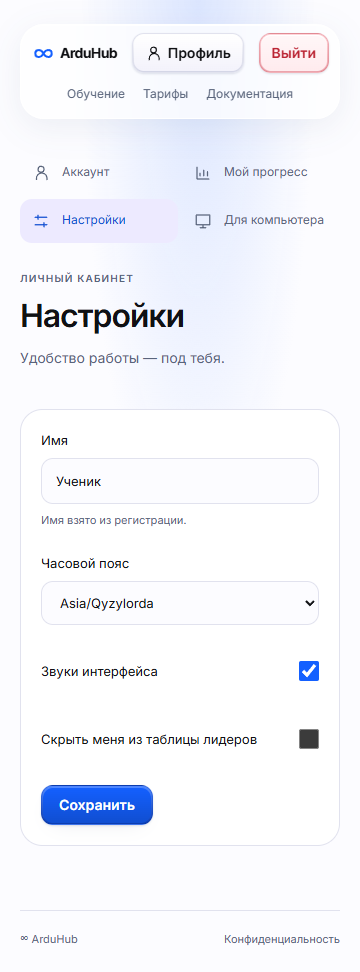 ArduHub Профиль Выйти
Обучение Тарифы Документация
Аккаунт Мой прогресс
Настройки Для компьютера
ЛИЧНЫЙ КАБИНЕТ
Настройки
Удобство работы — под тебя.
Имя
Ученик
Имя взято из регистрации.
Часовой пояс
Asia/Qyzylorda
Звуки интерфейса
Скрыть меня из таблицы лидеров
Сохранить
∞ ArduHub Конфиденциальность